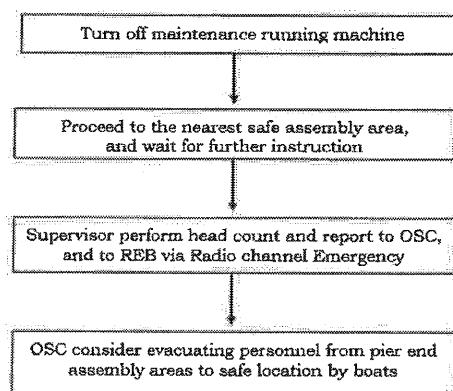 Turn off maintenance running machine
Proceed to the nearest safe assembly area,
and wait for further instruction
Supervisor perform head count and report to OSC,
and to REB via Radio channel Emergency
OSC consider evacuating personnel from pier end
assembly areas to safe location by boats